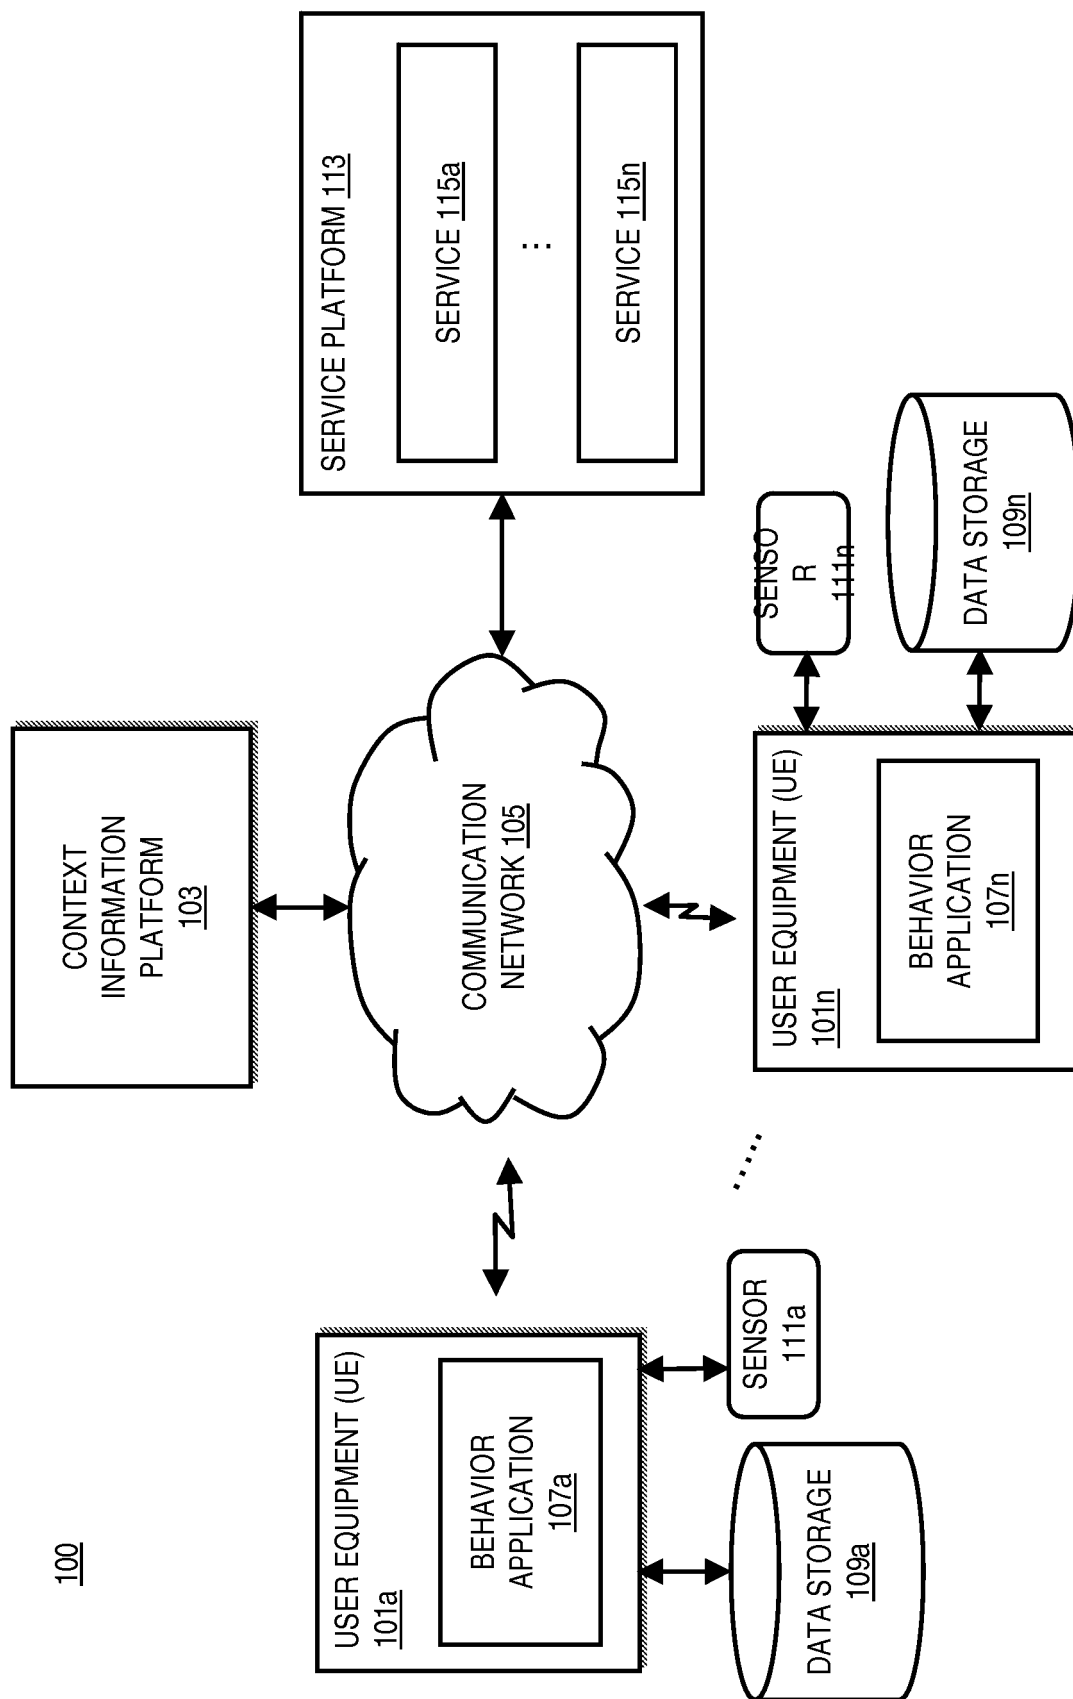 100
CONTEXT
INFORMATION
PLATFORM
103
SERVICE PLATFORM 113
SERVICE 115a
...
SERVICE 115n
COMMUNICATION
NETWORK 105
USER EQUIPMENT (UE)
101a
BEHAVIOR
APPLICATION
107a
DATA STORAGE
109a
SENSOR
111a
......
USER EQUIPMENT (UE)
101n
BEHAVIOR
APPLICATION
107n
SENSO
R
111n
DATA STORAGE
109n